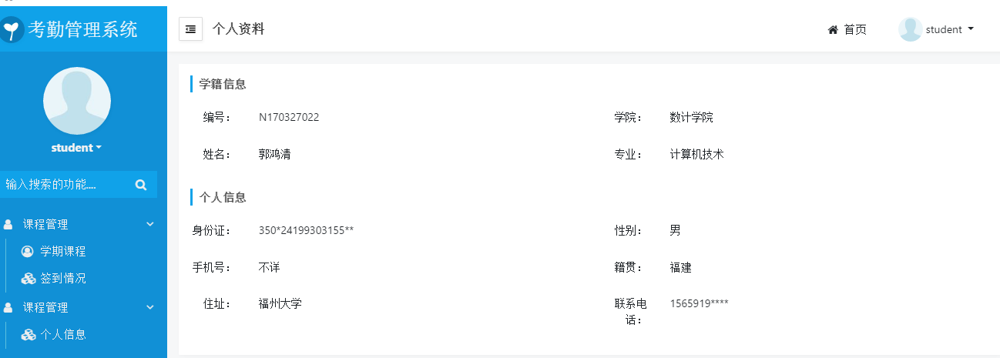 考勤管理系统
个人资料
首页
student
student
输入搜索的功能....
课程管理
学期课程
签到情况
课程管理
个人信息
学籍信息
编号： N170327022 学院： 数计学院
姓名： 郭鸿清 专业： 计算机技术
个人信息
身份证： 350*24199303155** 性别： 男
手机号： 不详 籍贯： 福建
住址： 福州大学 联系电
话： 1565919****